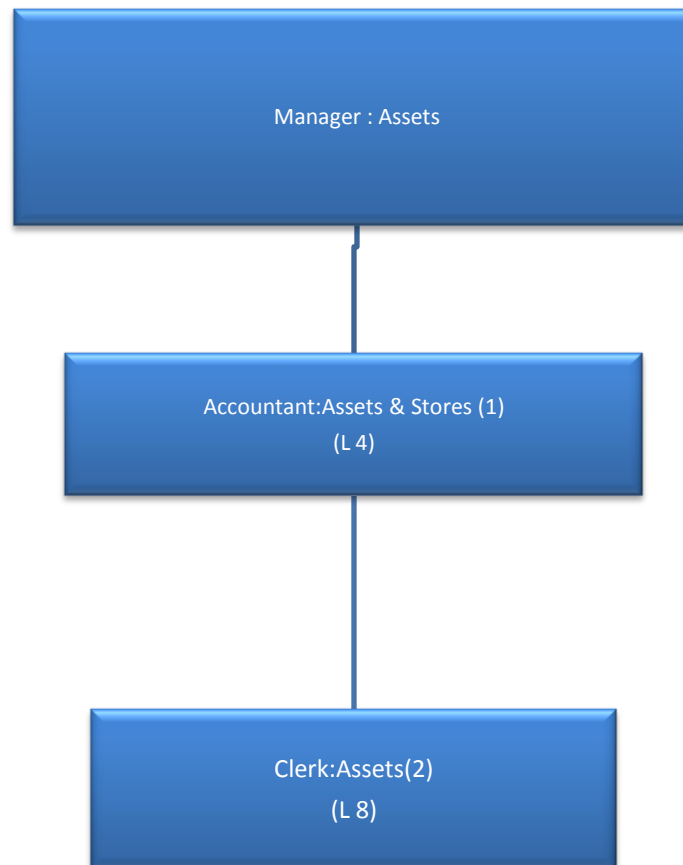 Manager : Assets
Accountant:Assets & Stores (1)
(L 4)
Clerk:Assets(2)
(L 8)